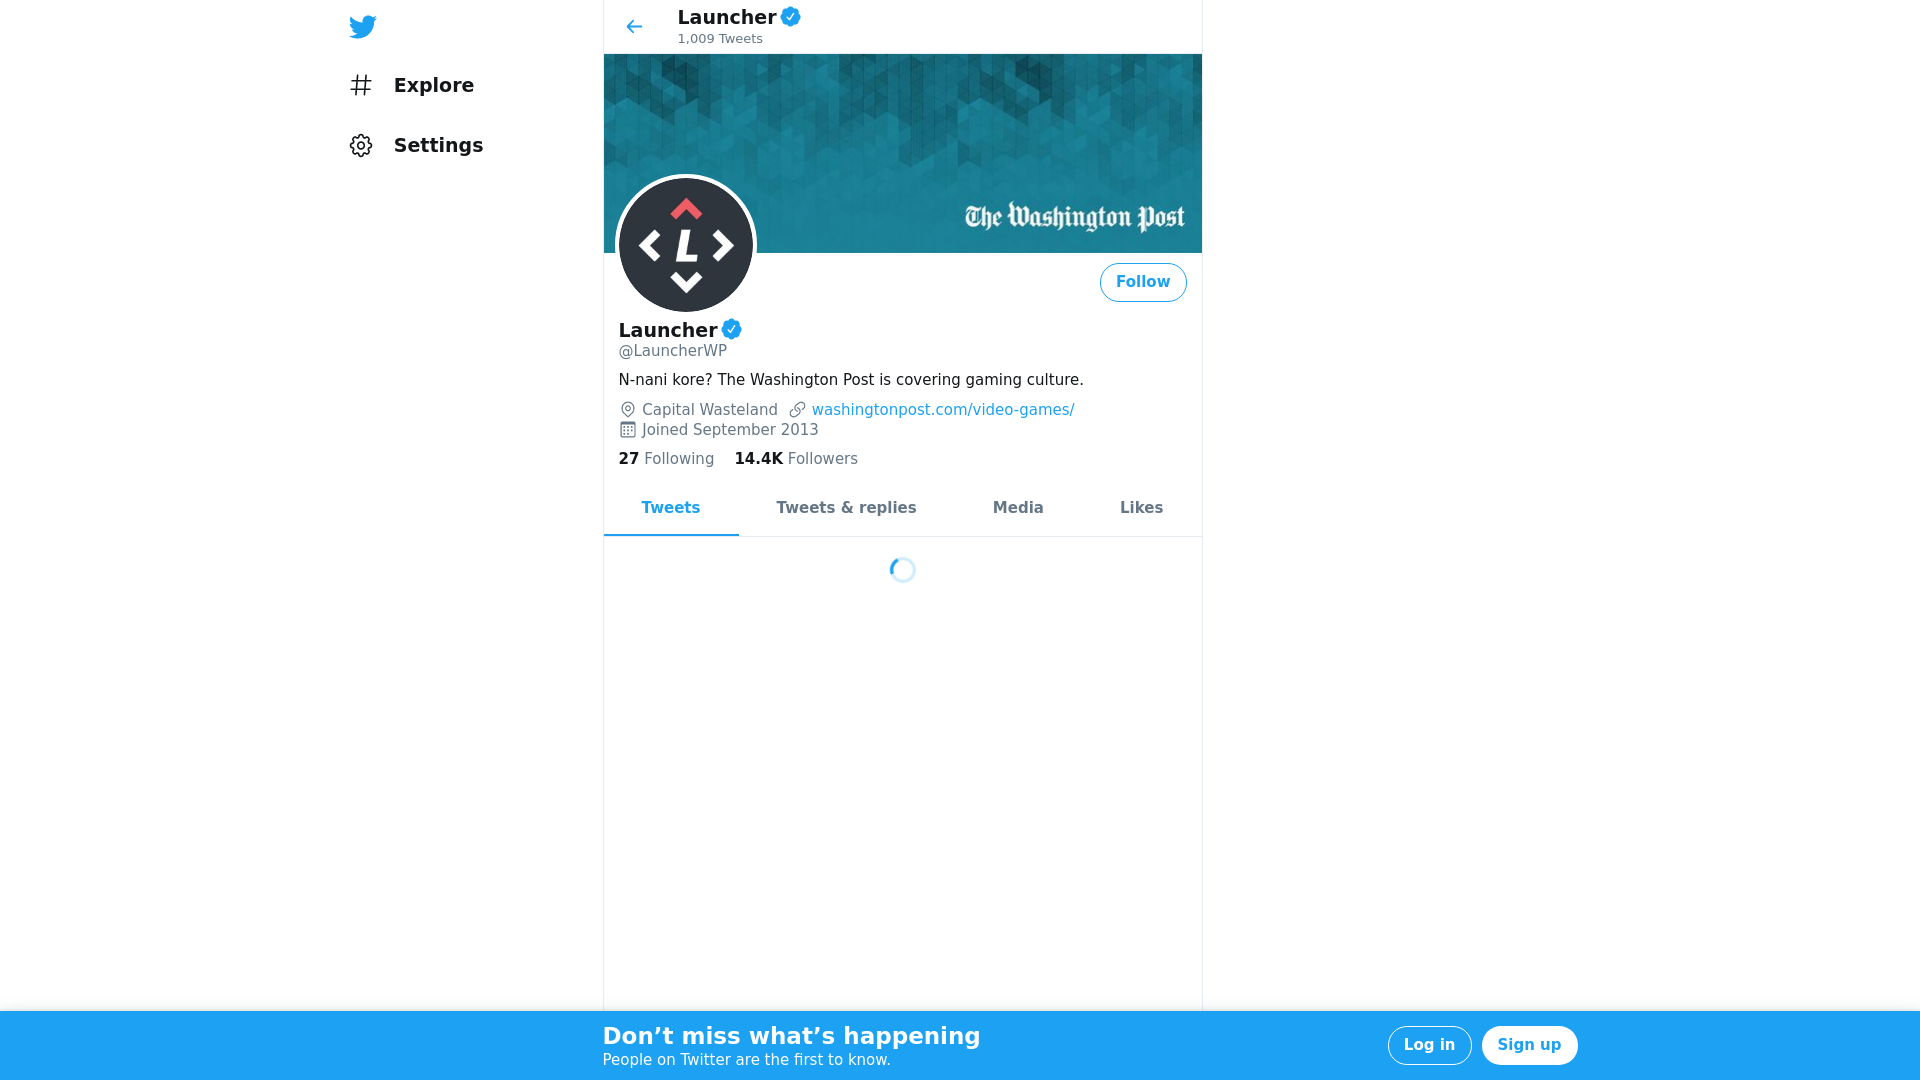 Explore
Settings
Launcher
1,009 Tweets
The Washington Post
L
Follow
Launcher
@LauncherWP
N-nani kore? The Washington Post is covering gaming culture.
Capital Wasteland washingtonpost.com/video-games/
Joined September 2013
27 Following 14.4K Followers
Tweets Tweets & replies Media Likes
Don’t miss what’s happening
People on Twitter are the first to know.
Log in Sign up